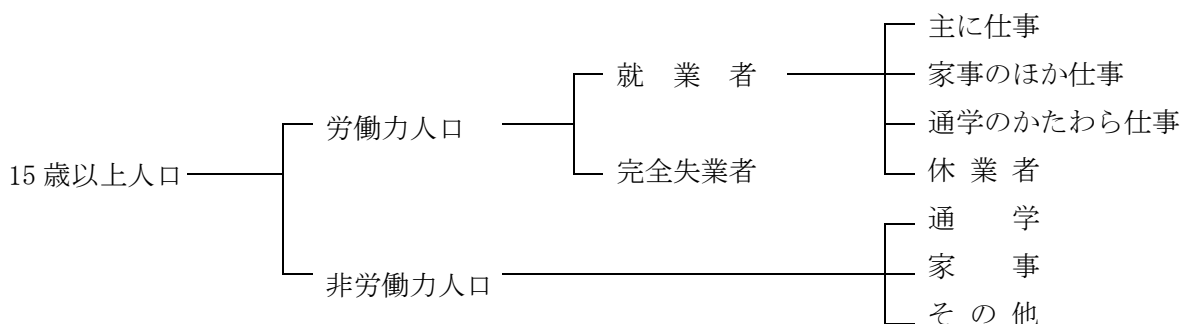 主に仕事
就業者
家事のほか仕事
労働力人口
通学のかたわら仕事
15歳以上人口
完全失業者
休業者
通学
家事
非労働力人口
その他